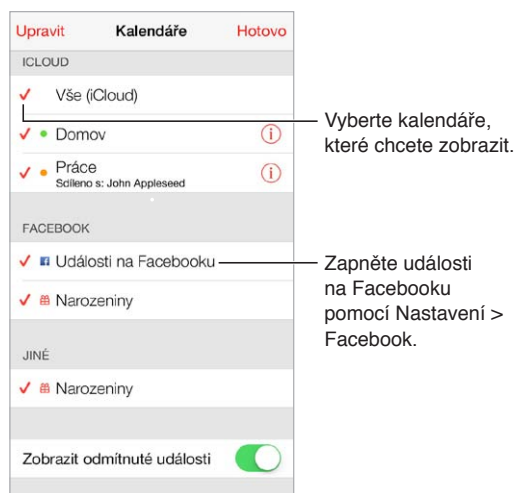 Upravit Kalendáře Hotovo
ICLOUD
Vše (iCloud)
Domov
Práce
Sdíleno s: John Appleseed
FACEBOOK
Události na Facebooku
Narozeniny
JINÉ
Narozeniny
Zobrazit odmítnuté události
Vyberte kalendáře,
které chcete zobrazit.
Zapněte události
na Facebooku
pomocí Nastavení >
Facebook.